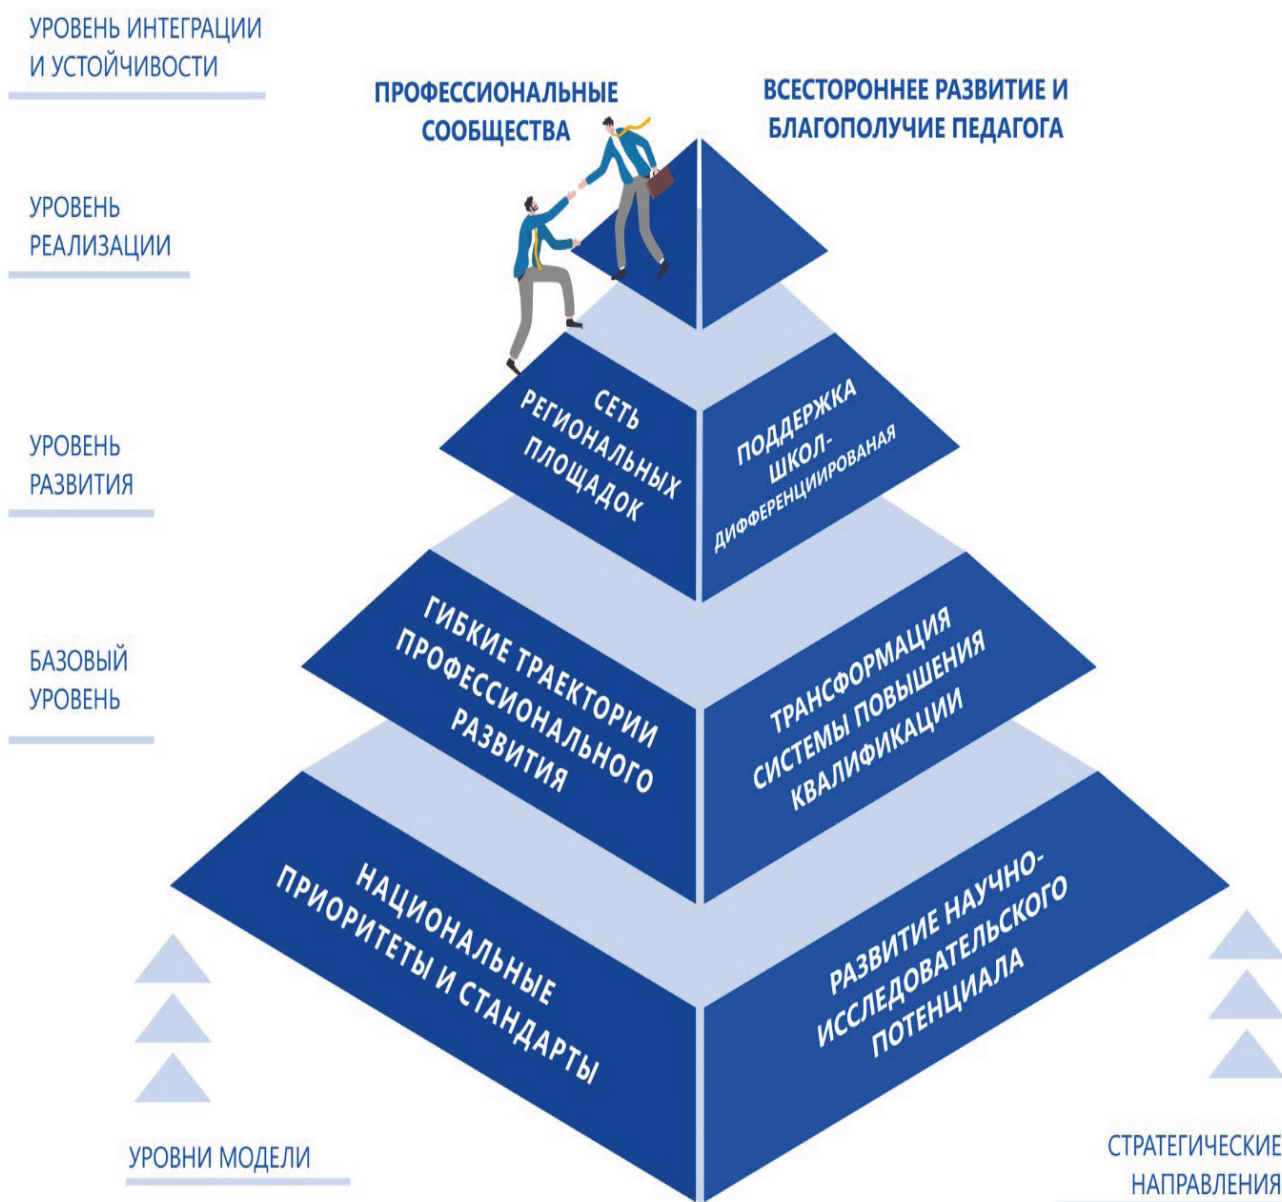 УРОВЕНЬ ИНТЕГРАЦИИ
И УСТОЙЧИВОСТИ
ПРОФЕССИОНАЛЬНЫЕ
СООБЩЕСТВА
ВСЕСТОРОННЕЕ РАЗВИТИЕ И
БЛАГОПОЛУЧИЕ ПЕДАГОГА
УРОВЕНЬ
РЕАЛИЗАЦИИ
СЕТЬ
РЕГИОНАЛЬНЫХ
ПЛОЩАДОК
ПОДДЕРЖКА
ШКОЛ-
ДИФФЕРЕНЦИИРОВАНАЯ
УРОВЕНЬ
РАЗВИТИЯ
ГИБКИЕ ТРАЕКТОРИИ
ПРОФЕССИОНАЛЬНОГО
РАЗВИТИЯ
ТРАНСФОРМАЦИЯ
СИСТЕМЫ ПОВЫШЕНИЯ
КВАЛИФИКАЦИИ
БАЗОВЫЙ
УРОВЕНЬ
НАЦИОНАЛЬНЫЕ
ПРИОРИТЕТЫ И СТАНДАРТЫ
РАЗВИТИЕ НАУЧНО-
ИССЛЕДОВАТЕЛЬСКОГО
ПОТЕНЦИАЛА
УРОВНИ МОДЕЛИ
СТРАТЕГИЧЕСКИЕ
НАПРАВЛЕНИЯ